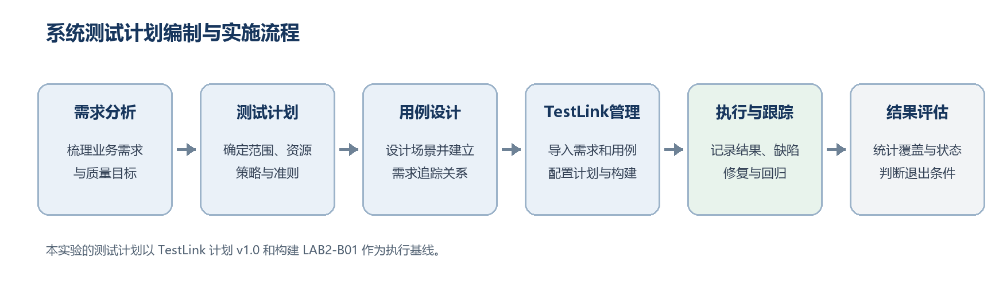 系统测试计划编制与实施流程
需求分析
梳理业务需求
与质量目标
测试计划
确定范围、资源
策略与准则
用例设计
设计场景并建立
需求追踪关系
TestLink管理
导入需求和用例
配置计划与构建
执行与跟踪
记录结果、缺陷
修复与回归
结果评估
统计覆盖与状态
判断退出条件
本实验的测试计划以 TestLink 计划 v1.0 和构建 LAB2-B01 作为执行基线。